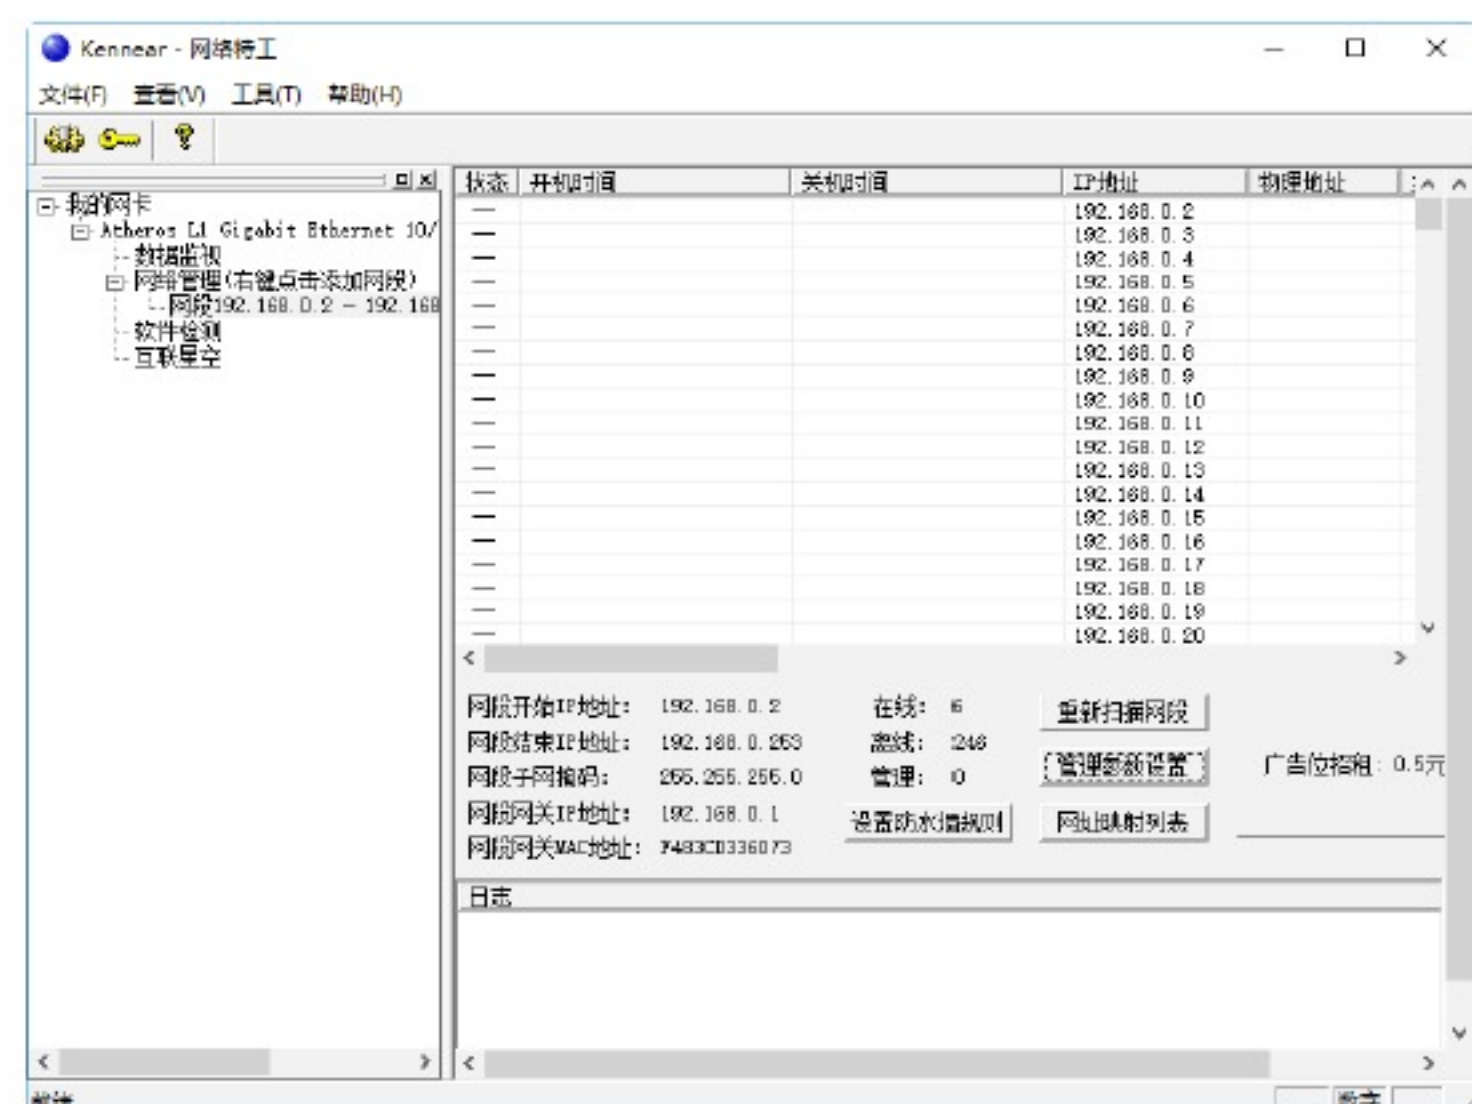 Kennear - 网络特工
文件(F) 查看(V) 工具(T) 帮助(H)
我的网卡
Atheros L1 Gigabit Ethernet 10/
数据监视
网络管理(右键点击添加网段)
网段192.168.0.2 - 192.168
软件检测
互联星空
状态 开机时间 关机时间 IP地址 物理地址
192.168.0.2
192.168.0.3
192.168.0.4
192.168.0.5
192.168.0.6
192.168.0.7
192.168.0.8
192.168.0.9
192.168.0.10
192.168.0.11
192.168.0.12
192.168.0.13
192.168.0.14
192.168.0.15
192.168.0.16
192.168.0.17
192.168.0.18
192.168.0.19
192.168.0.20
网段开始IP地址: 192.168.0.2 在线: 6 重新扫描网段
网段结束IP地址: 192.168.0.253 离线: 246
管理参数设置 广告位招租: 0.5元
网段子网掩码: 255.255.255.0 管理: 0
网段网关IP地址: 192.168.0.1 设置防水墙规则 网址映射列表
网段网关MAC地址: F483CD336073
日志
就绪
数字